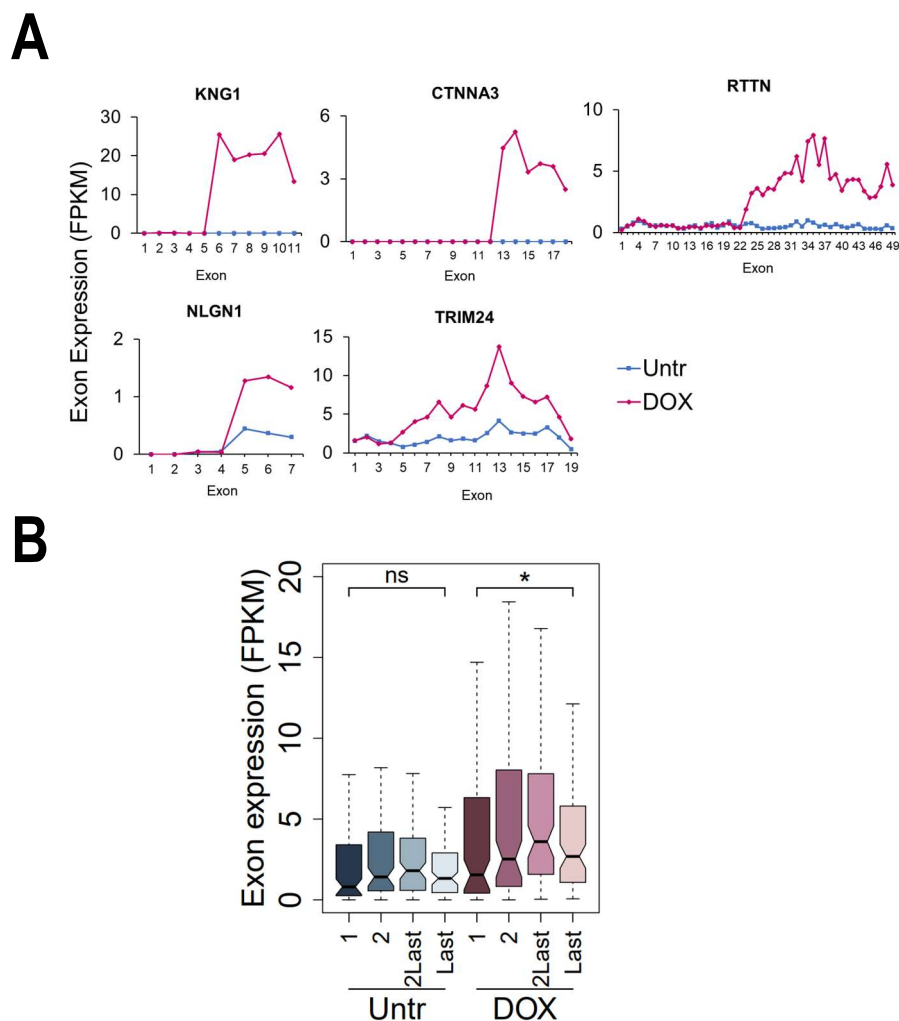 A
Exon Expression (FPKM)
KNG1
30
20
10
0
1 2 3 4 5 6 7 8 9 10 11
Exon
CTNNA3
6
3
0
1 3 5 7 9 11 13 15 17
Exon
RTTN
10
5
0
1 4 7 10 13 16 19 22 25 28 31 34 37 40 43 46 49
Exon
NLGN1
2
1
0
1 2 3 4 5 6 7
Exon
TRIM24
15
10
5
0
1 3 5 7 9 11 13 15 17 19
Exon
Untr
DOX
B
Exon expression (FPKM)
20
15
10
5
0
ns
*
1 2 2Last Last 1 2 2Last Last
Untr DOX